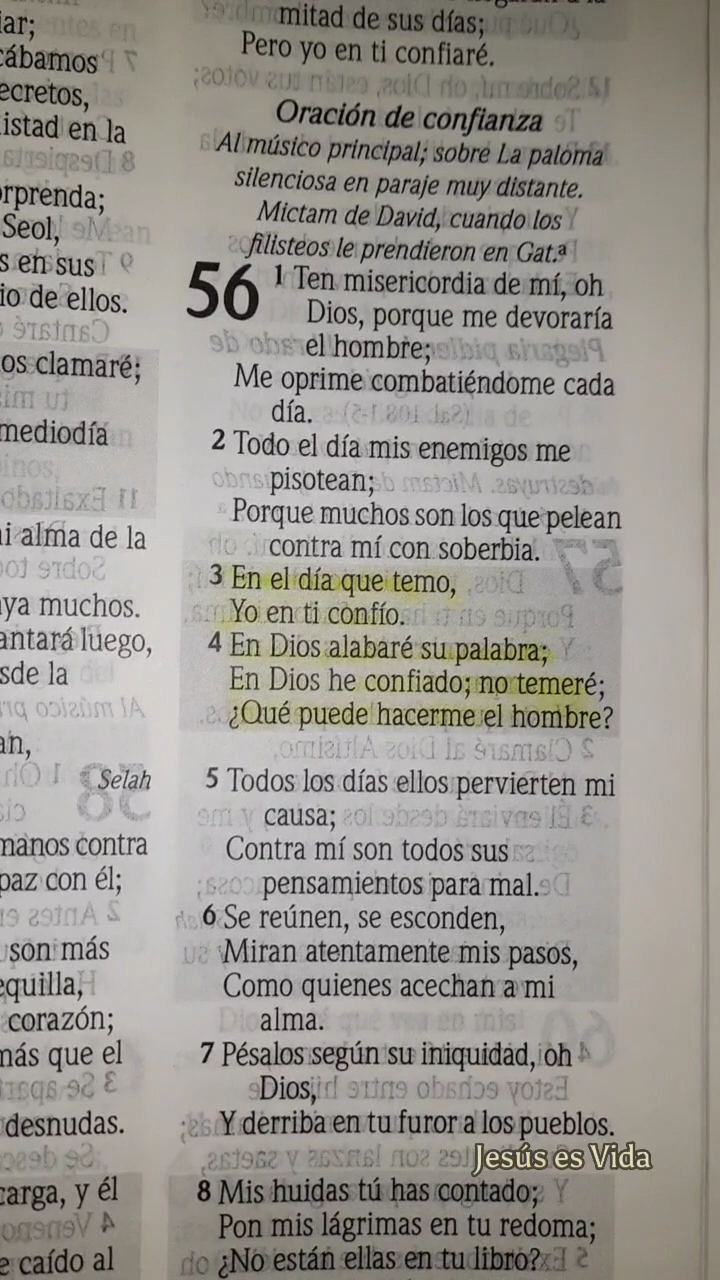 iar;
cábamos
ecretos,
istad en la
orprenda;
Seol,
s en sus
io de ellos.
os clamaré;
mediodía
i alma de la
aya muchos.
antará luego,
sde la
an,
Selah
manos contra
paz con él;
son más
equilla,
corazón;
más que el
desnudas.
carga, y él
e caído al
mitad de sus días;
Pero yo en ti confiaré.
Oración de confianza
Al músico principal; sobre La paloma
silenciosa en paraje muy distante.
Mictam de David, cuando los
filisteos le prendieron en Gat.ª
56 1 Ten misericordia de mí, oh
Dios, porque me devoraría
el hombre;
Me oprime combatiéndome cada
día.
2 Todo el día mis enemigos me
pisotean;
Porque muchos son los que pelean
contra mí con soberbia.
3 En el día que temo,
Yo en ti confío.
4 En Dios alabaré su palabra;
En Dios he confiado; no temeré;
¿Qué puede hacerme el hombre?
5 Todos los días ellos pervierten mi
causa;
Contra mí son todos sus
pensamientos para mal.
6 Se reúnen, se esconden,
Miran atentamente mis pasos,
Como quienes acechan a mi
alma.
7 Pésalos según su iniquidad, oh
Dios,
Y derriba en tu furor a los pueblos.
Jesús es Vida
8 Mis huidas tú has contado;
Pon mis lágrimas en tu redoma;
¿No están ellas en tu libro?